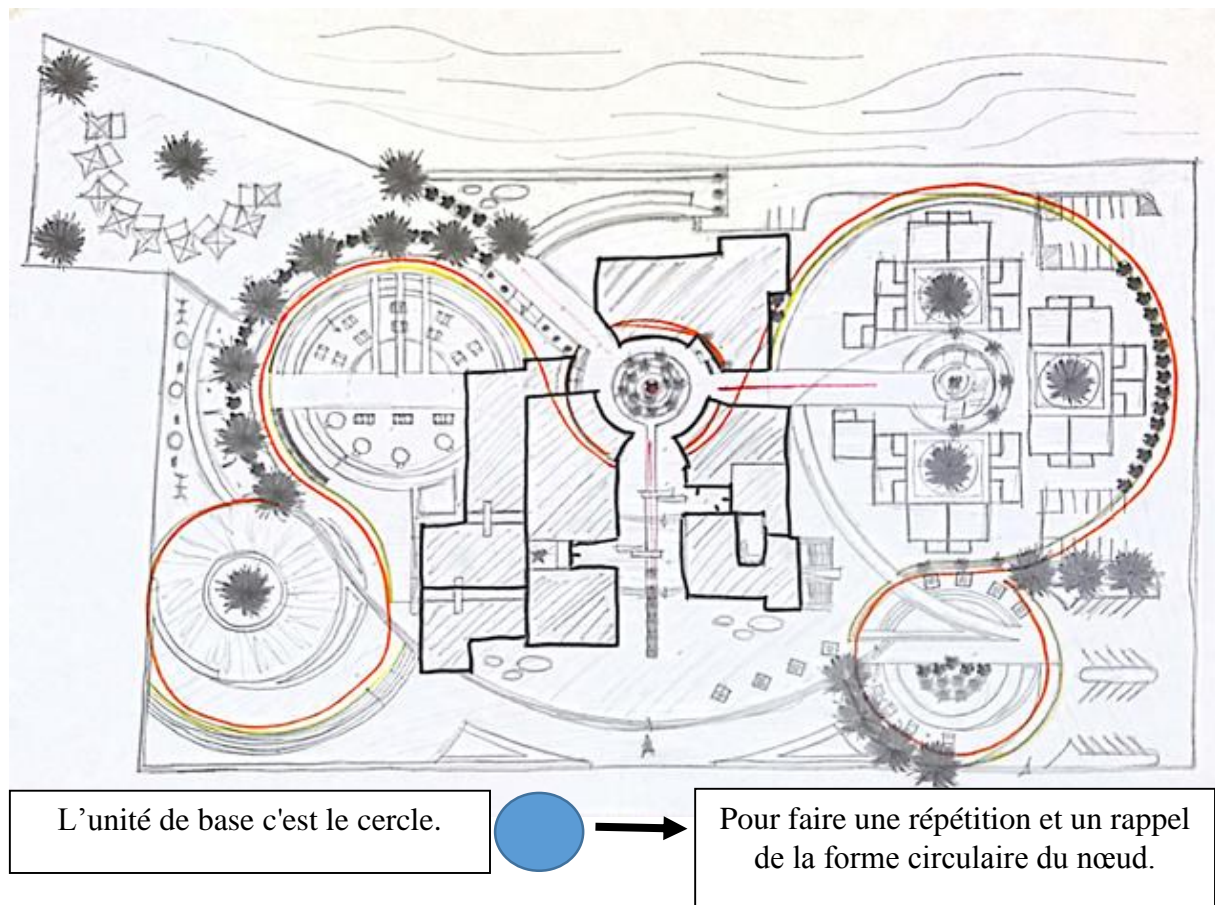 L'unité de base c'est le cercle.
Pour faire une répétition et un rappel
de la forme circulaire du nœud.